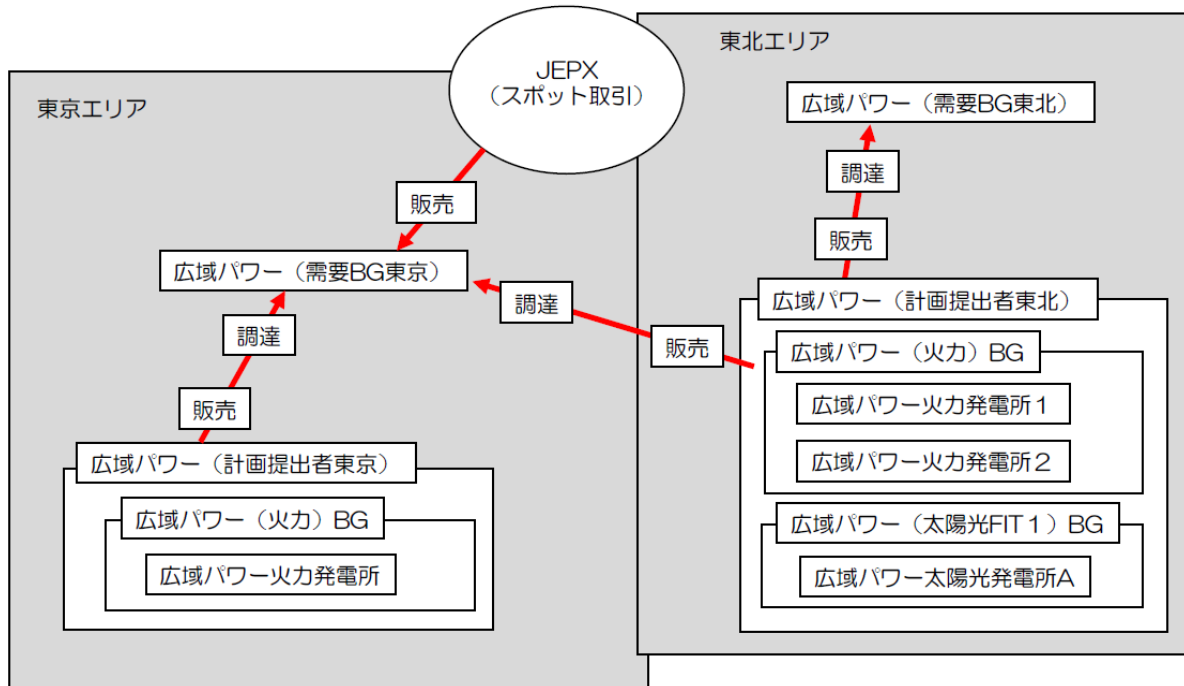 JEPX
（スポット取引）
東京エリア
販売
広域パワー（需要BG東京）
調達
販売
広域パワー（計画提出者東京）
広域パワー（火力）BG
広域パワー火力発電所
東北エリア
広域パワー（需要BG東北）
調達
販売
調達
販売
広域パワー（計画提出者東北）
広域パワー（火力）BG
広域パワー火力発電所１
広域パワー火力発電所２
広域パワー（太陽光FIT１）BG
広域パワー太陽光発電所A